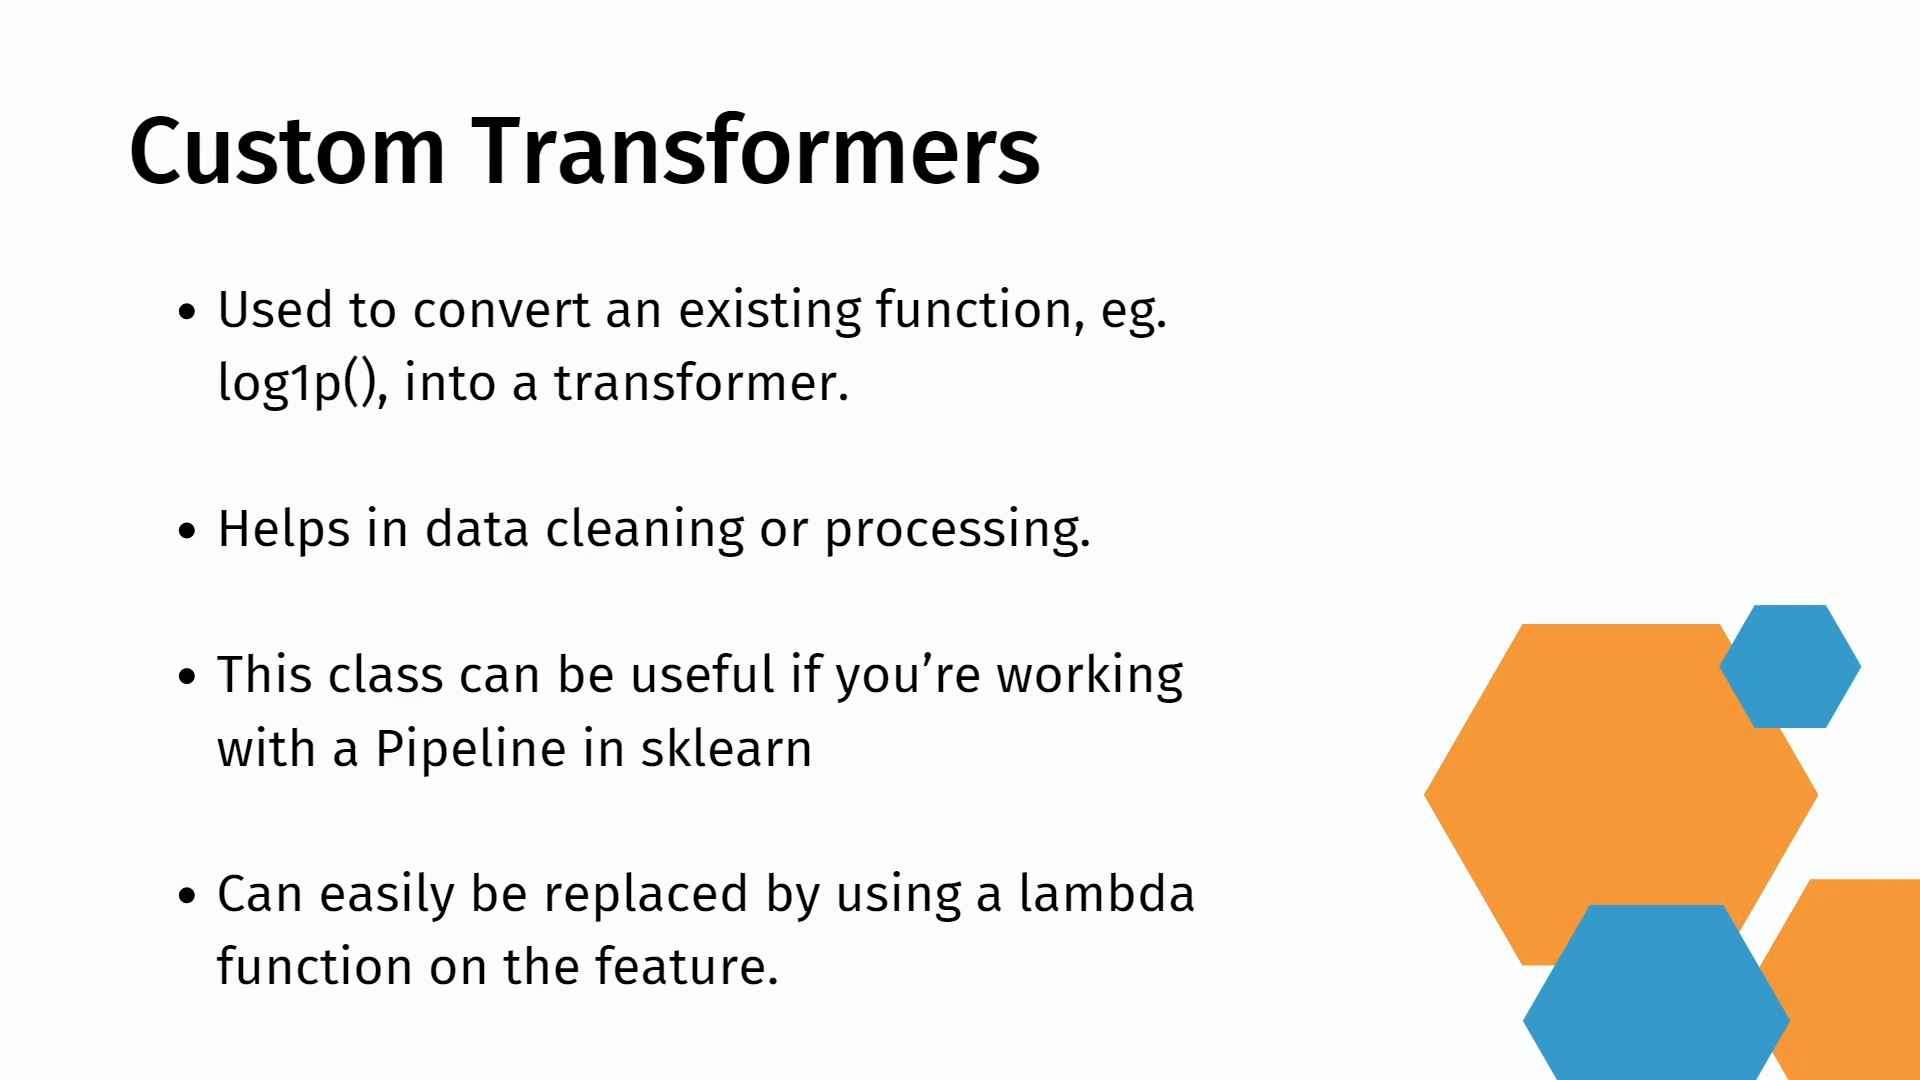 Custom Transformers
• Used to convert an existing function, eg.
log1p(), into a transformer.
• Helps in data cleaning or processing.
• This class can be useful if you’re working
with a Pipeline in sklearn
• Can easily be replaced by using a lambda
function on the feature.